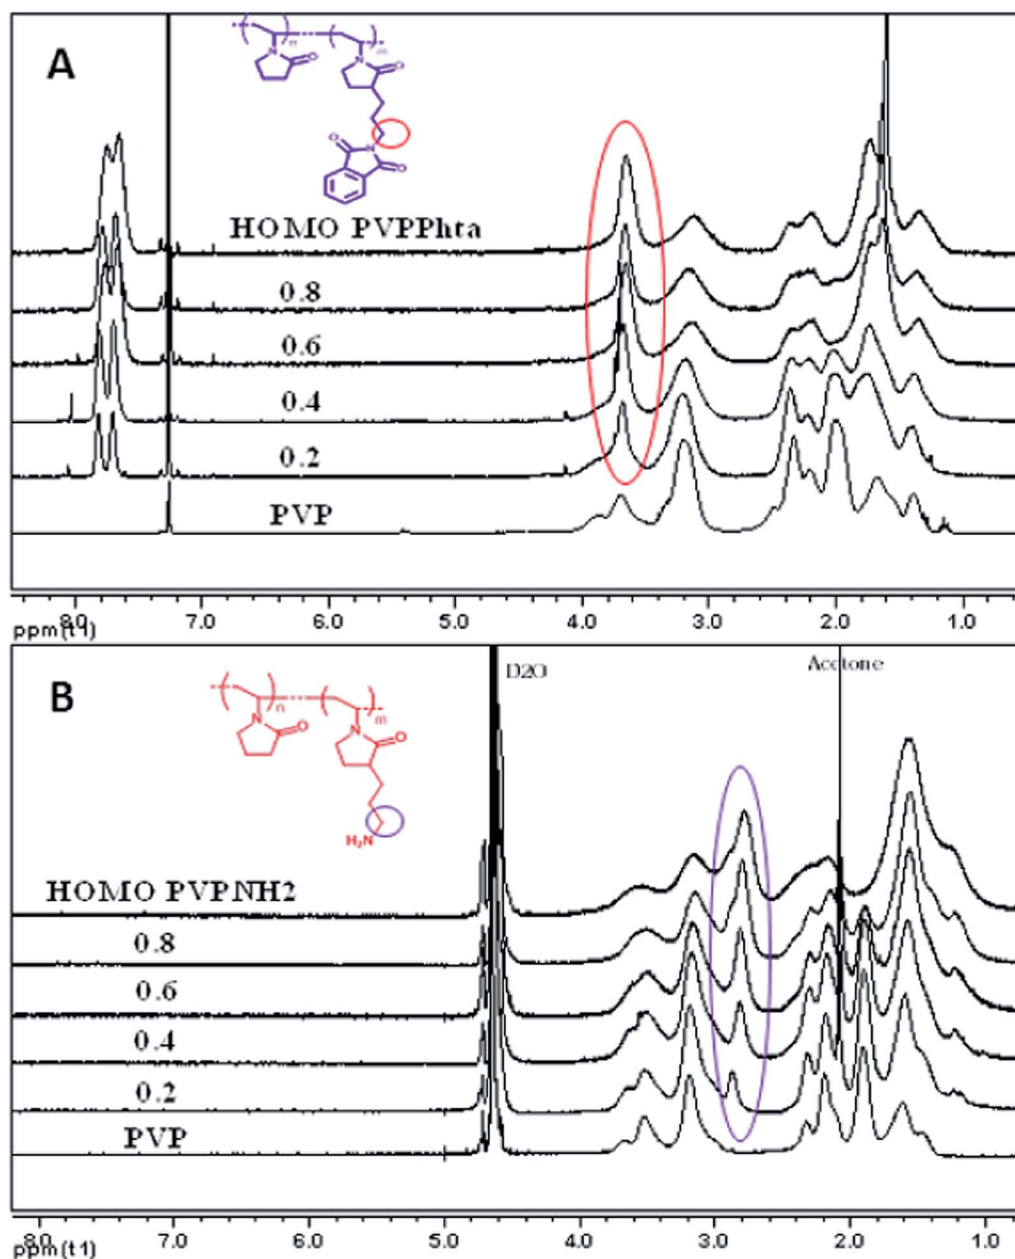 A
n
m
N
O
N
O
O
N
O
HOMO PVPPhta
0.8
0.6
0.4
0.2
PVP
8.0 7.0 6.0 5.0 4.0 3.0 2.0 1.0
ppm (t1)
B
D2O
Acetone
n
m
N
O
N
O
H₂N
HOMO PVPNH2
0.8
0.6
0.4
0.2
PVP
8.0 7.0 6.0 5.0 4.0 3.0 2.0 1.0
ppm (t1)